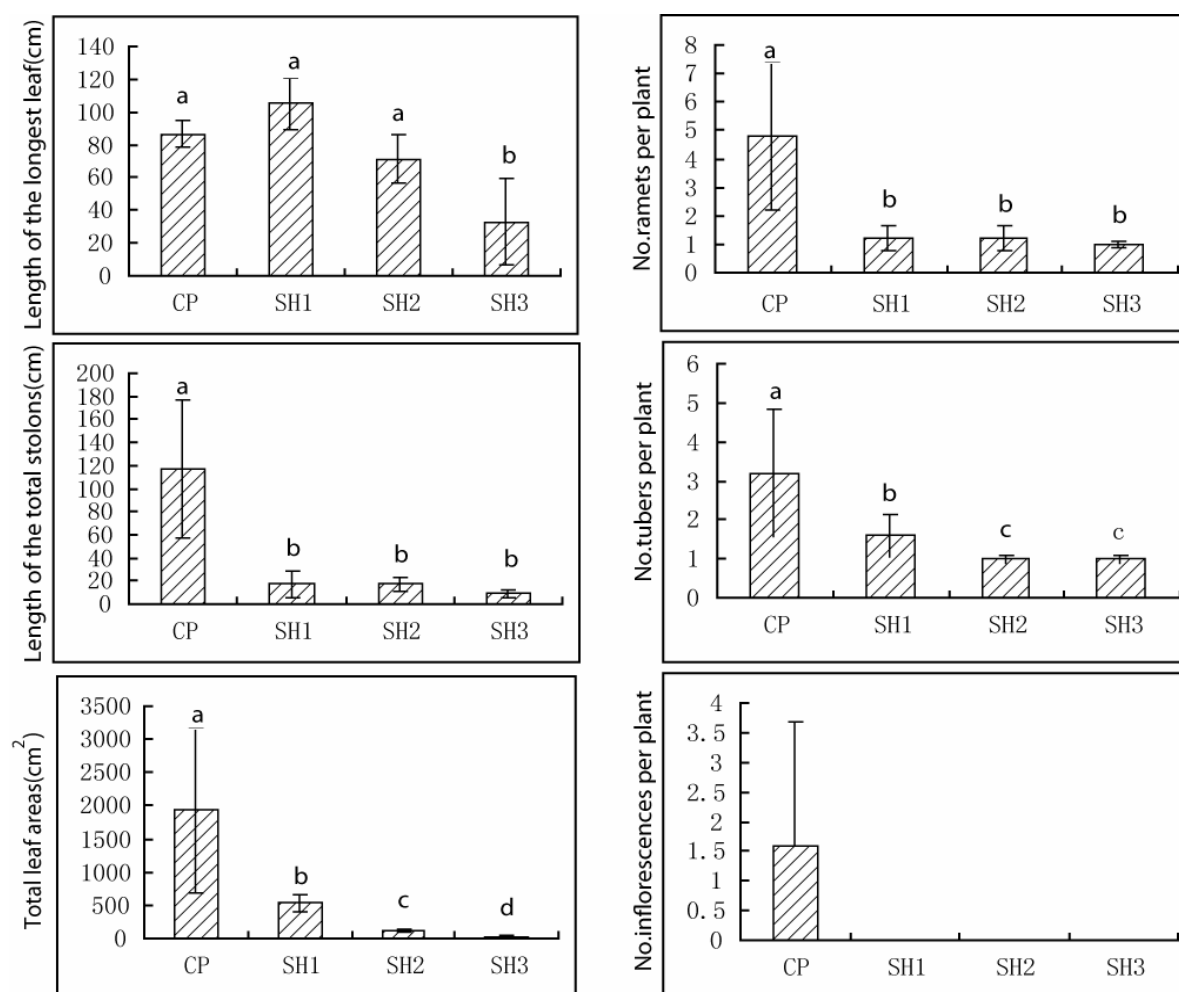 Length of the longest leaf(cm)
140
120
100
80
60
40
20
0
a
a
a
b
CP SH1 SH2 SH3
No.ramets per plant
8
7
6
5
4
3
2
1
0
a
b
b
b
CP SH1 SH2 SH3
Length of the total stolons(cm)
200
180
160
140
120
100
80
60
40
20
0
a
b
b
b
CP SH1 SH2 SH3
No.tubers per plant
6
5
4
3
2
1
0
a
b
c
c
CP SH1 SH2 SH3
Total leaf areas(cm²)
3500
3000
2500
2000
1500
1000
500
0
a
b
c
d
CP SH1 SH2 SH3
No.inflorescences per plant
4
3.5
3
2.5
2
1.5
1
0.5
0
CP SH1 SH2 SH3